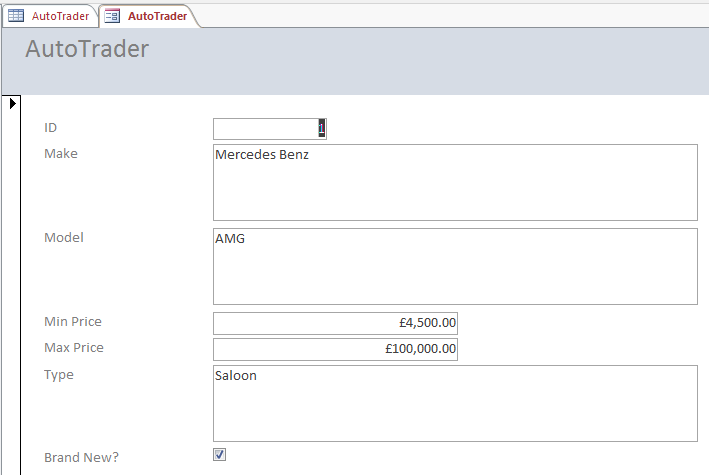 AutoTrader AutoTrader
AutoTrader
ID 1
Make Mercedes Benz
Model AMG
Min Price £4,500.00
Max Price £100,000.00
Type Saloon
Brand New?